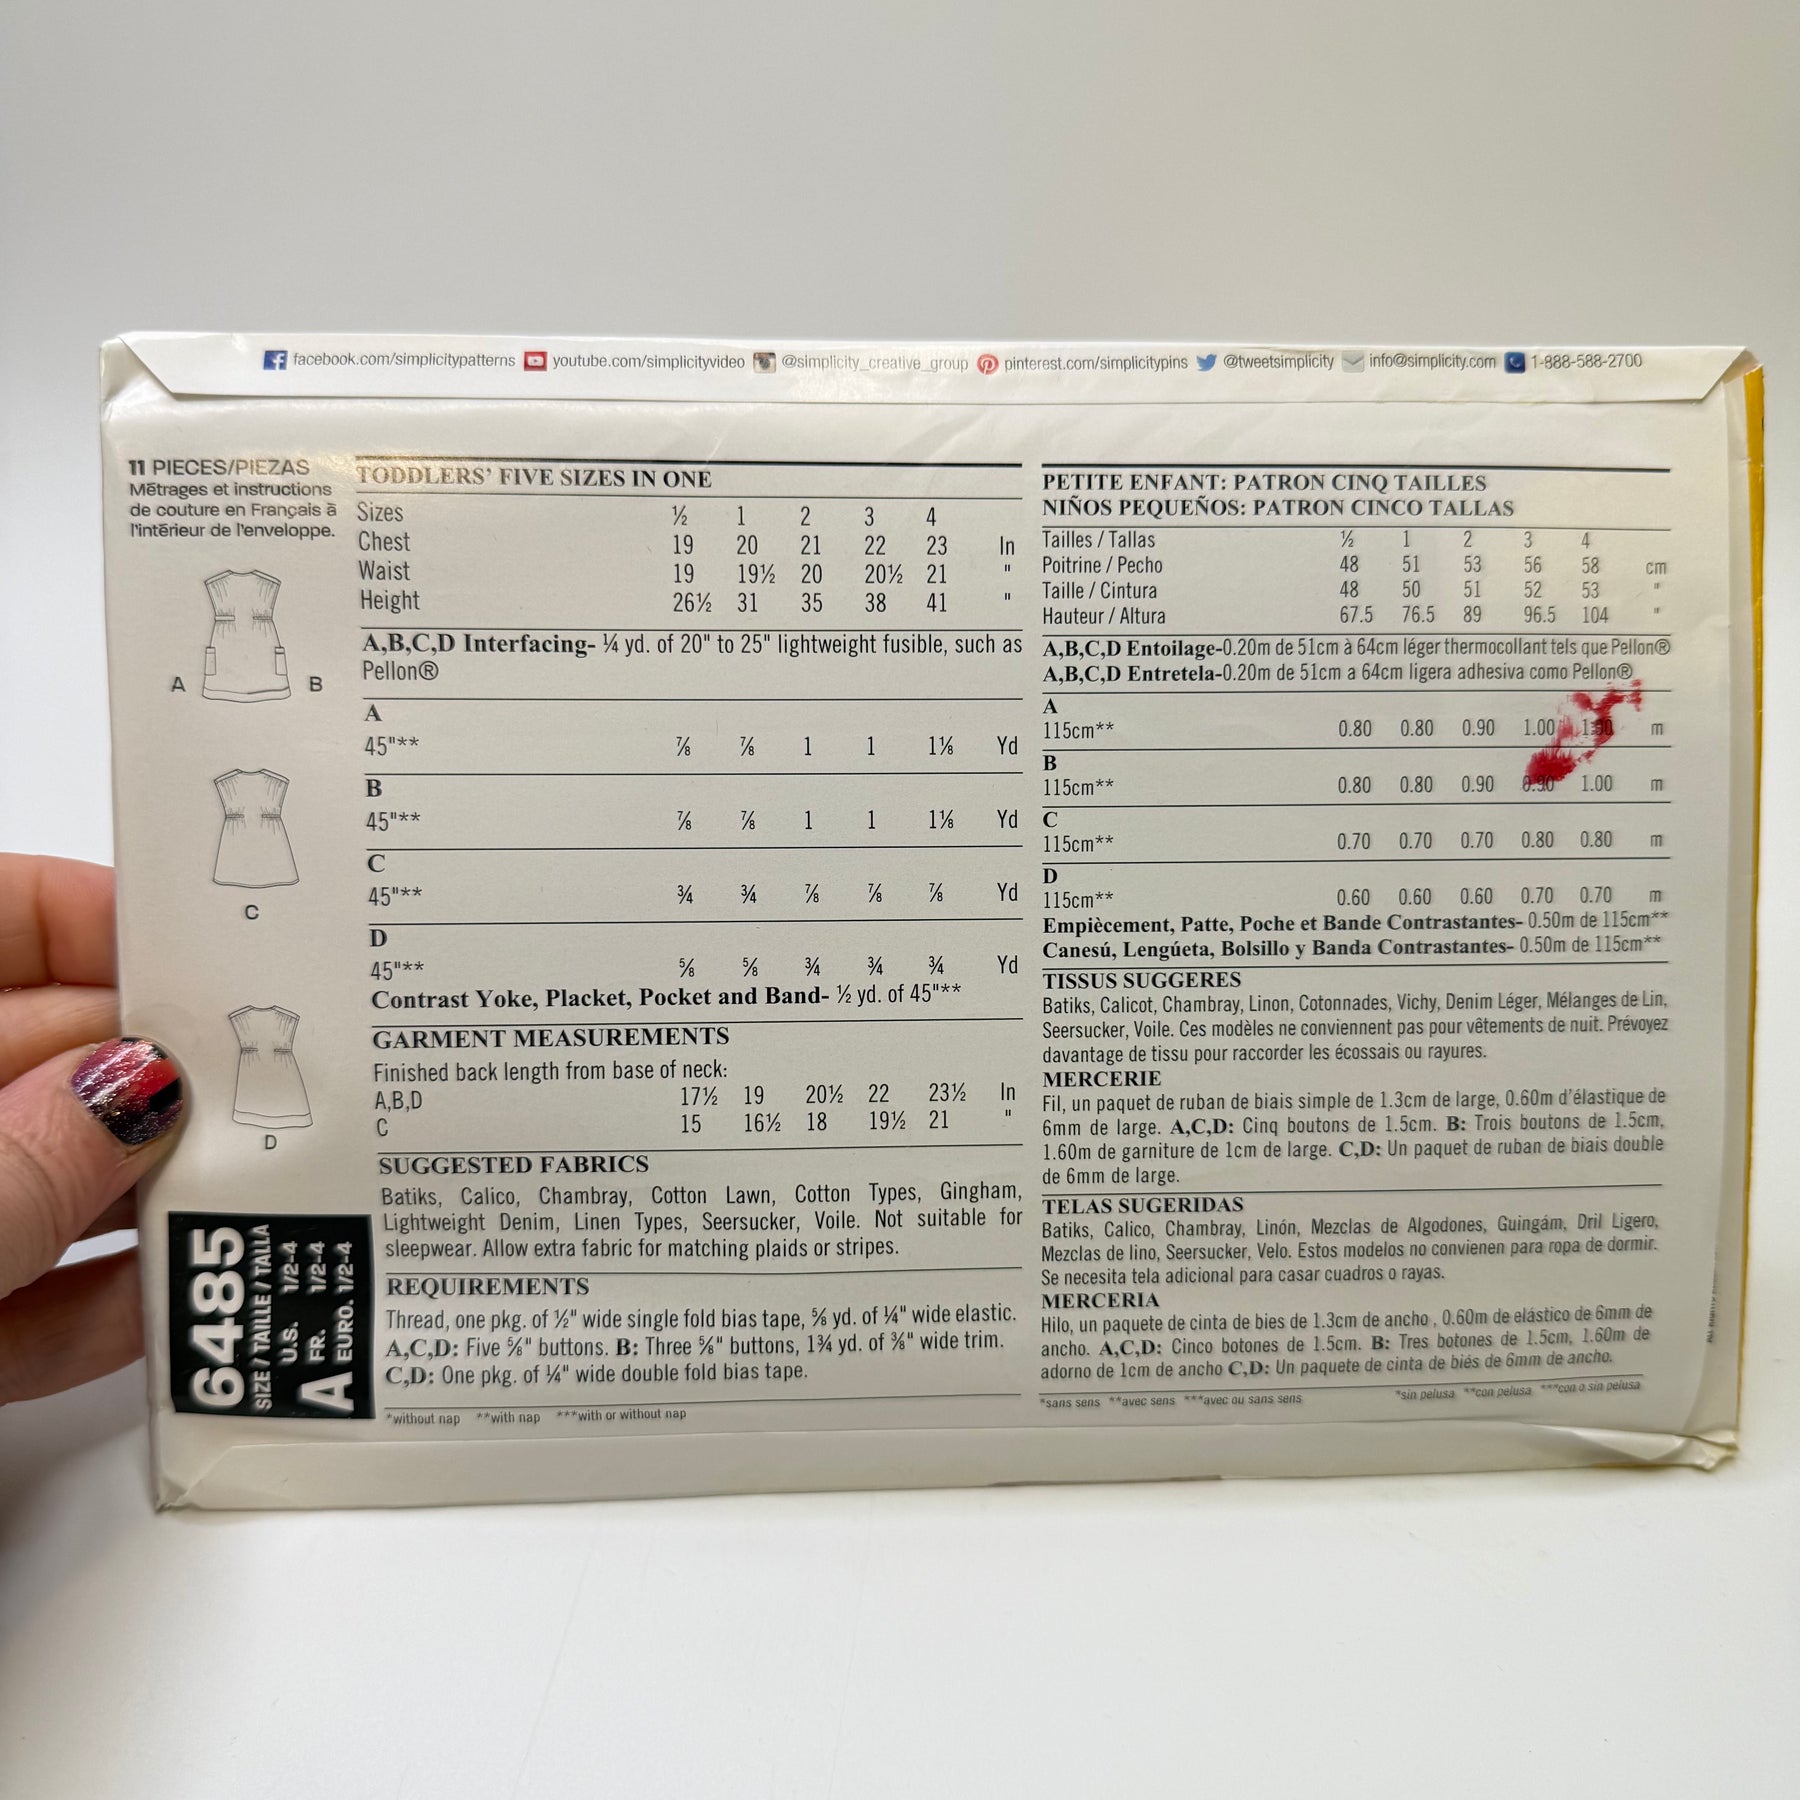 facebook.com/simplicitypatterns youtube.com/simplicityvideo @simplicity_creative_group pinterest.com/simplicitypins @tweetsimplicity info@simplicity.com 1-888-588-2700
11 PIECES/PIEZAS
Métrages et instructions
de couture en Français à
l'intérieur de l'enveloppe.
A
B
C
D
6485
SIZE / TAILLE / TALLA
U.S. 1/2-4
FR. 1/2-4
EURO. 1/2-4
A
TODDLERS' FIVE SIZES IN ONE
Sizes ½ 1 2 3 4
Chest 19 20 21 22 23 In
Waist 19 19½ 20 20½ 21 "
Height 26½ 31 35 38 41 "
A,B,C,D Interfacing- ¼ yd. of 20" to 25" lightweight fusible, such as
Pellon®
A
45"** ⅞ ⅞ 1 1 1⅛ Yd
B
45"** ⅞ ⅞ 1 1 1⅛ Yd
C
45"** ¾ ¾ ⅞ ⅞ ⅞ Yd
D
45"** ⅝ ⅝ ¾ ¾ ¾ Yd
Contrast Yoke, Placket, Pocket and Band- ½ yd. of 45"**
GARMENT MEASUREMENTS
Finished back length from base of neck:
A,B,D 17½ 19 20½ 22 23½ In
C 15 16½ 18 19½ 21 "
SUGGESTED FABRICS
Batiks, Calico, Chambray, Cotton Lawn, Cotton Types, Gingham,
Lightweight Denim, Linen Types, Seersucker, Voile. Not suitable for
sleepwear. Allow extra fabric for matching plaids or stripes.
REQUIREMENTS
Thread, one pkg. of ½" wide single fold bias tape, ⅝ yd. of ¼" wide elastic.
A,C,D: Five ⅝" buttons. B: Three ⅝" buttons, 1¾ yd. of ⅜" wide trim.
C,D: One pkg. of ¼" wide double fold bias tape.
*without nap **with nap ***with or without nap
PETITE ENFANT: PATRON CINQ TAILLES
NIÑOS PEQUEÑOS: PATRON CINCO TALLAS
Tailles / Tallas ½ 1 2 3 4
Poitrine / Pecho 48 51 53 56 58 cm
Taille / Cintura 48 50 51 52 53 "
Hauteur / Altura 67.5 76.5 89 96.5 104 "
A,B,C,D Entoilage-0.20m de 51cm à 64cm léger thermocollant tels que Pellon®
A,B,C,D Entretela-0.20m de 51cm a 64cm ligera adhesiva como Pellon®
A
115cm** 0.80 0.80 0.90 1.00 m
B
115cm** 0.80 0.80 0.90 0.90 1.00 m
C
115cm** 0.70 0.70 0.70 0.80 0.80 m
D
115cm** 0.60 0.60 0.60 0.70 0.70 m
Empiècement, Patte, Poche et Bande Contrastantes- 0.50m de 115cm**
Canesú, Lengúeta, Bolsillo y Banda Contrastantes- 0.50m de 115cm**
TISSUS SUGGERES
Batiks, Calicot, Chambray, Linon, Cotonnades, Vichy, Denim Léger, Mélanges de Lin,
Seersucker, Voile. Ces modèles ne conviennent pas pour vêtements de nuit. Prévoyez
davantage de tissu pour raccorder les écossais ou rayures.
MERCERIE
Fil, un paquet de ruban de biais simple de 1.3cm de large, 0.60m d'élastique de
6mm de large. A,C,D: Cinq boutons de 1.5cm. B: Trois boutons de 1.5cm,
1.60m de garniture de 1cm de large. C,D: Un paquet de ruban de biais double
de 6mm de large.
TELAS SUGERIDAS
Batiks, Calico, Chambray, Linón, Mezclas de Algodones, Guingám, Dril Ligero,
Mezclas de lino, Seersucker, Velo. Estos modelos no convienen para ropa de dormir.
Se necesita tela adicional para casar cuadros o rayas.
MERCERIA
Hilo, un paquete de cinta de bies de 1.3cm de ancho , 0.60m de elástico de 6mm de
ancho. A,C,D: Cinco botones de 1.5cm. B: Tres botones de 1.5cm, 1.60m de
adorno de 1cm de ancho C,D: Un paquete de cinta de biés de 6mm de ancho.
*sans sens **avec sens ***avec ou sans sens *sin pelusa **con pelusa ***con o sin pelusa